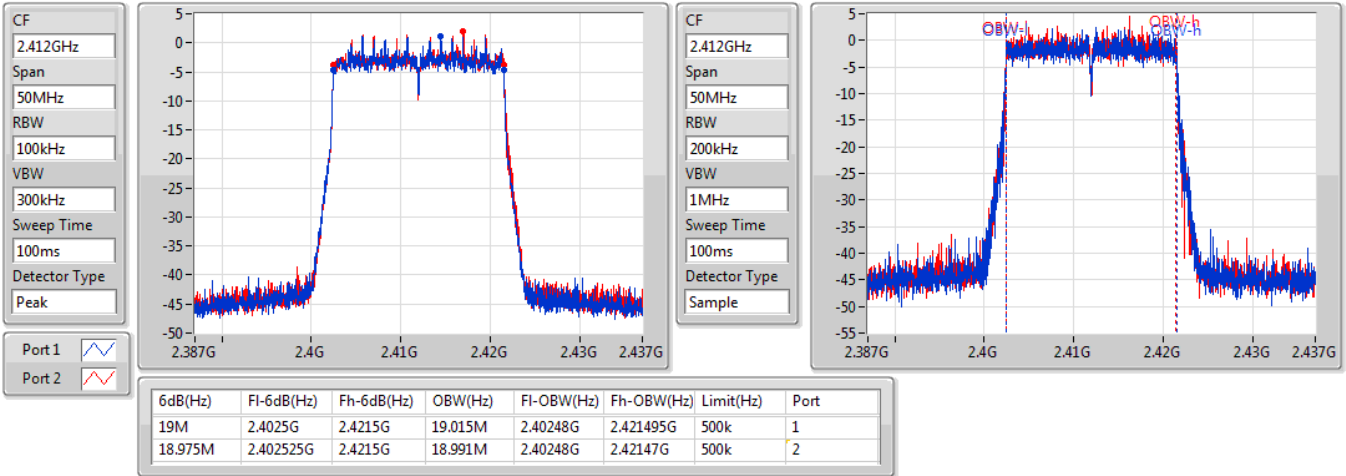 CF
2.412GHz
Span
50MHz
RBW
100kHz
VBW
300kHz
Sweep Time
100ms
Detector Type
Peak
Port 1
Port 2
5-
0-
-5-
-10-
-15-
-20-
-25-
-30-
-35-
-40-
-45-
-50-
2.387G 2.4G 2.41G 2.42G 2.43G 2.437G
CF
2.412GHz
Span
50MHz
RBW
200kHz
VBW
1MHz
Sweep Time
100ms
Detector Type
Sample
5-
0-
-5-
-10-
-15-
-20-
-25-
-30-
-35-
-40-
-45-
-50-
-55-
OBW-l OBW-h
OBW-l OBW-h
2.387G 2.4G 2.41G 2.42G 2.43G 2.437G
6dB(Hz) Fl-6dB(Hz) Fh-6dB(Hz) OBW(Hz) Fl-OBW(Hz) Fh-OBW(Hz) Limit(Hz) Port
19M 2.4025G 2.4215G 19.015M 2.40248G 2.421495G 500k 1
18.975M 2.402525G 2.4215G 18.991M 2.40248G 2.42147G 500k 2